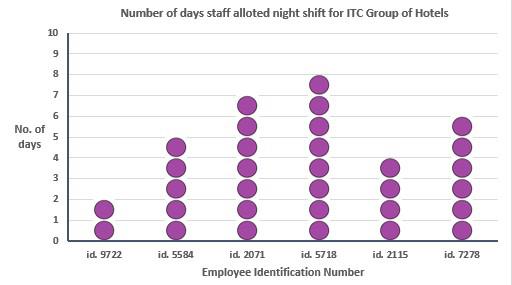 Number of days staff alloted night shift for ITC Group of Hotels
10
9
8
7
6
5
4
3
2
1
0
No. of
days
id. 9722 id. 5584 id. 2071 id. 5718 id. 2115 id. 7278
Employee Identification Number